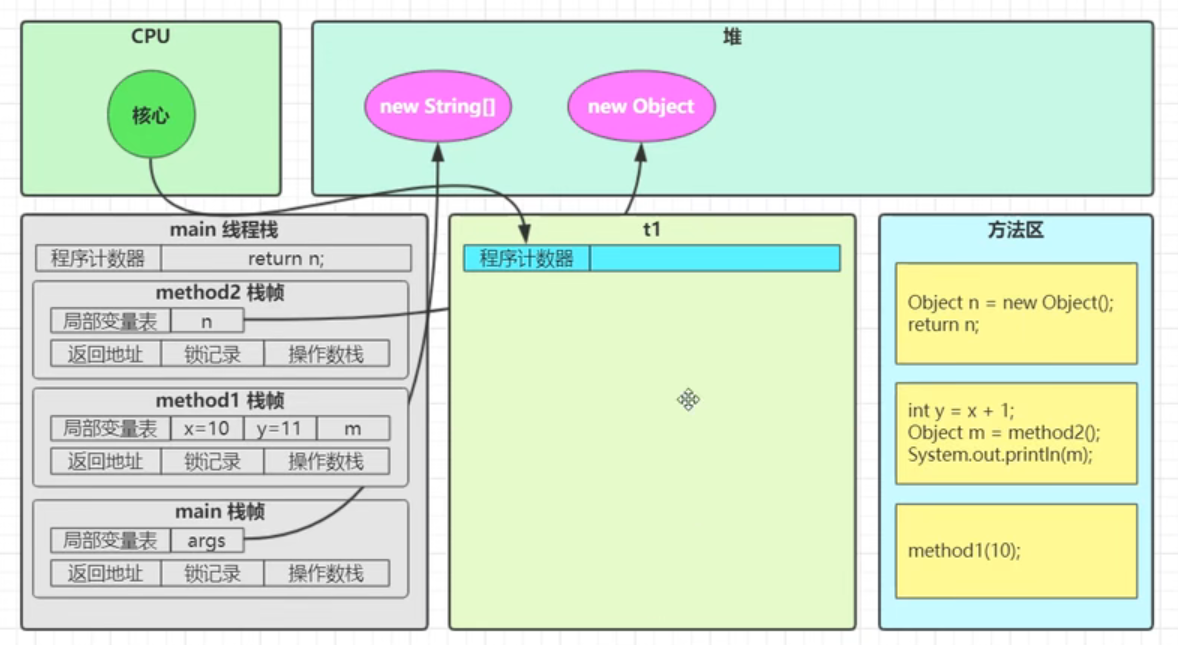 CPU
核心
堆
new String[]
new Object
main 线程栈
程序计数器
return n;
method2 栈帧
局部变量表
n
返回地址
锁记录
操作数栈
method1 栈帧
局部变量表
x=10
y=11
m
返回地址
锁记录
操作数栈
main 栈帧
局部变量表
args
返回地址
锁记录
操作数栈
t1
程序计数器
方法区
Object n = new Object();
return n;
int y = x + 1;
Object m = method2();
System.out.println(m);
method1(10);